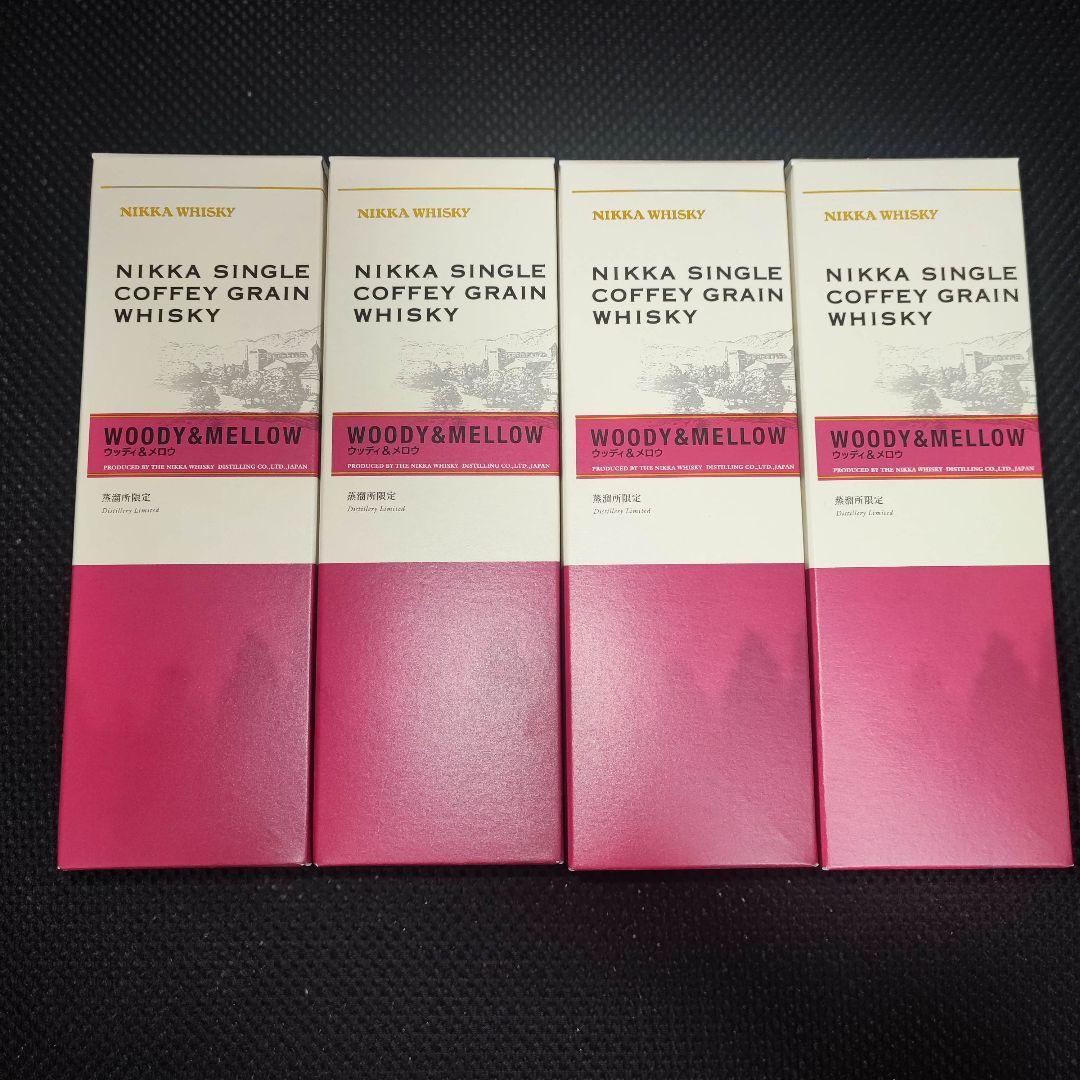 NIKKA WHISKY
NIKKA SINGLE
COFFEY GRAIN
WHISKY
WOODY&MELLOW
ウッディ&メロウ
PRODUCED BY THE NIKKA WHISKY DISTILLING CO.,LTD.,JAPAN
蒸溜所限定
Distillery Limited
NIKKA WHISKY
NIKKA SINGLE
COFFEY GRAIN
WHISKY
WOODY&MELLOW
ウッディ&メロウ
PRODUCED BY THE NIKKA WHISKY DISTILLING CO.,LTD.,JAPAN
蒸溜所限定
Distillery Limited
NIKKA WHISKY
NIKKA SINGLE
COFFEY GRAIN
WHISKY
WOODY&MELLOW
ウッディ&メロウ
PRODUCED BY THE NIKKA WHISKY DISTILLING CO.,LTD.,JAPAN
蒸溜所限定
Distillery Limited
NIKKA WHISKY
NIKKA SINGLE
COFFEY GRAIN
WHISKY
WOODY&MELLOW
ウッディ&メロウ
PRODUCED BY THE NIKKA WHISKY DISTILLING CO.,LTD.,JAPAN
蒸溜所限定
Distillery Limited